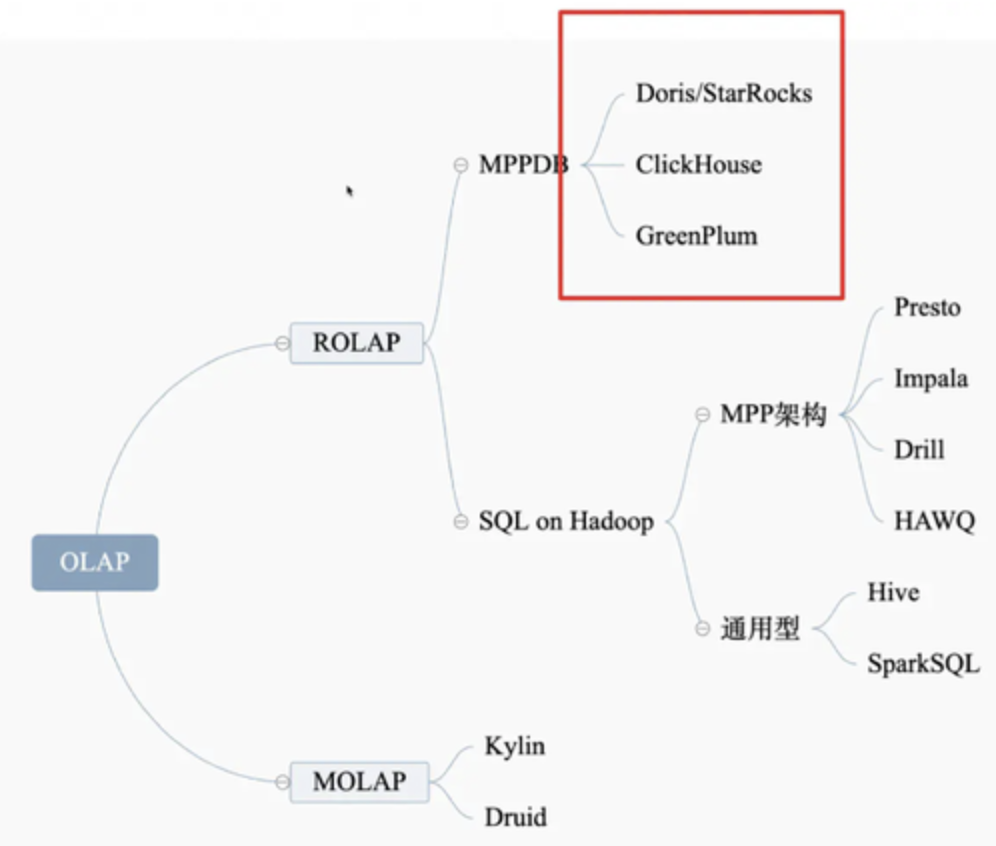 Doris/StarRocks
MPPDB
ClickHouse
GreenPlum
Presto
ROLAP
Impala
MPP架构
Drill
SQL on Hadoop
HAWQ
OLAP
Hive
通用型
SparkSQL
Kylin
MOLAP
Druid